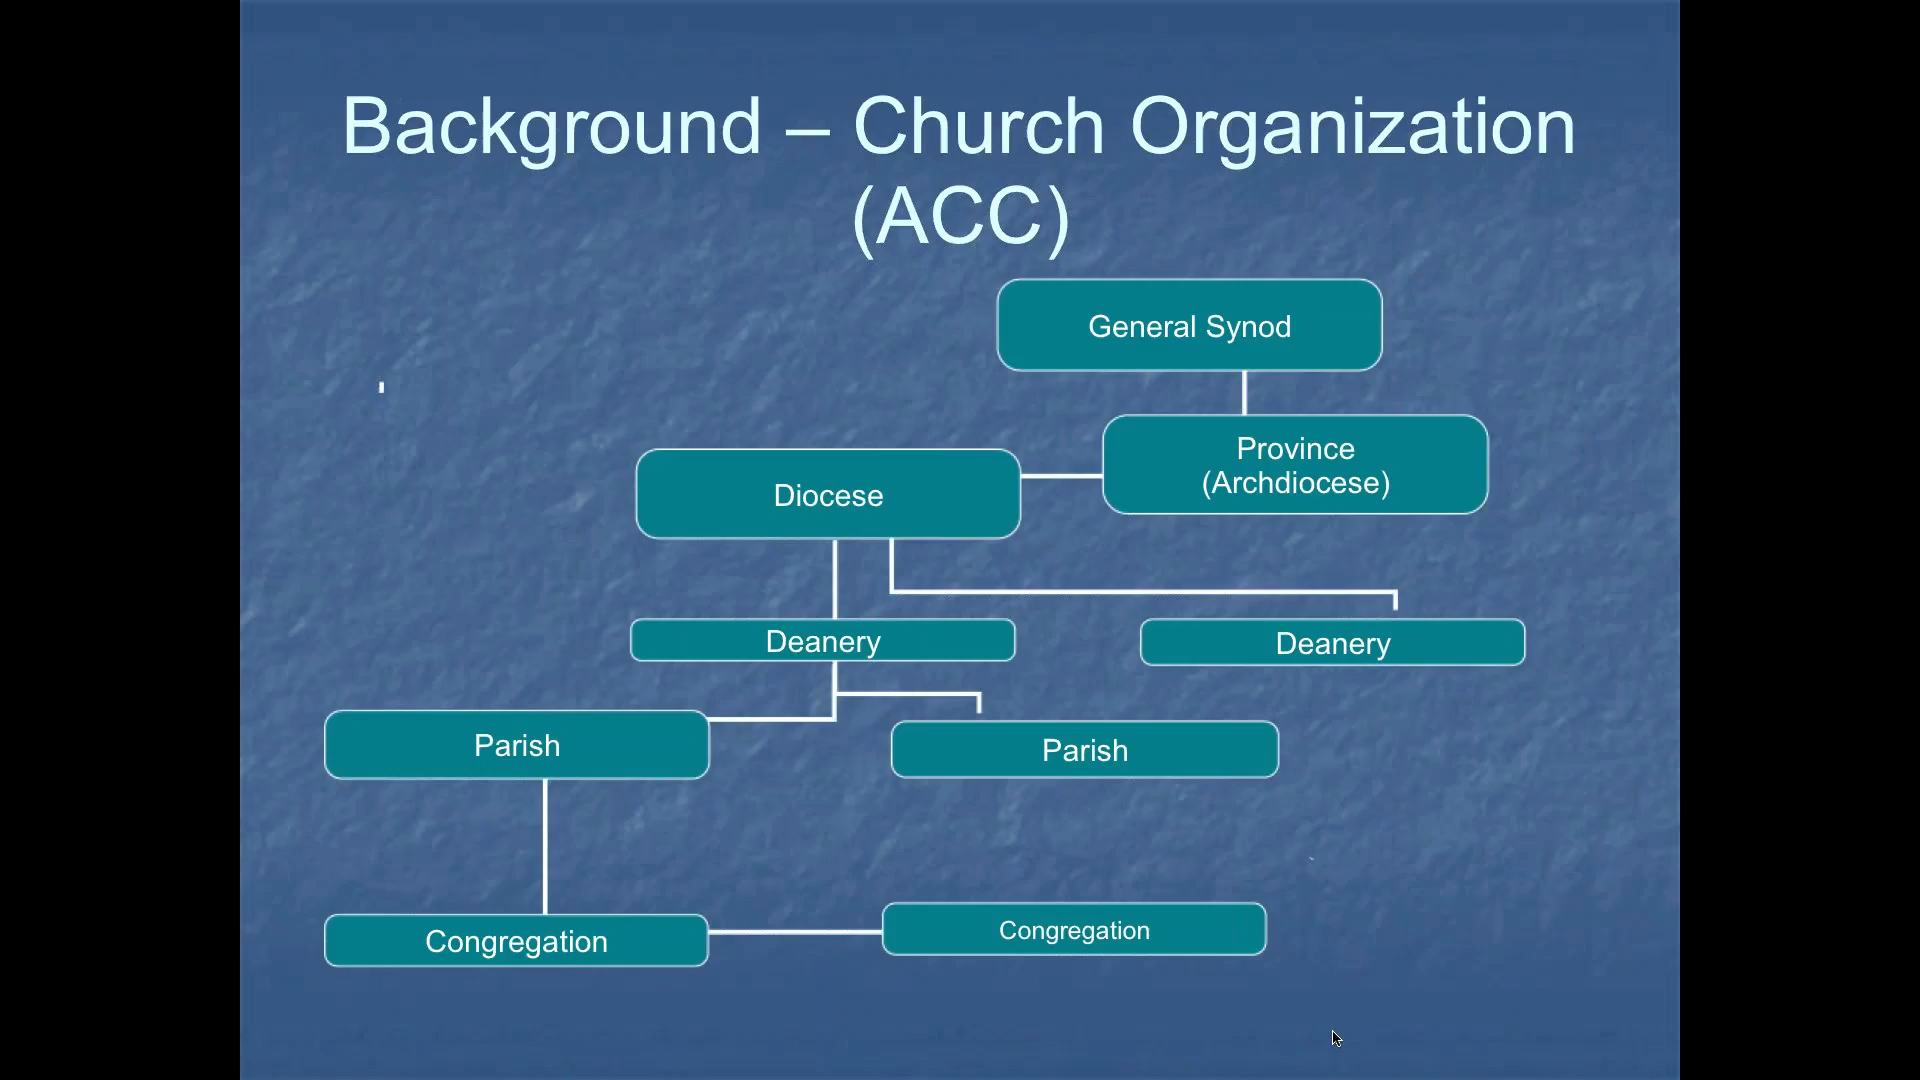 Background – Church Organization
(ACC)
General Synod
Province
(Archdiocese)
Diocese
Deanery
Deanery
Parish
Parish
Congregation
Congregation